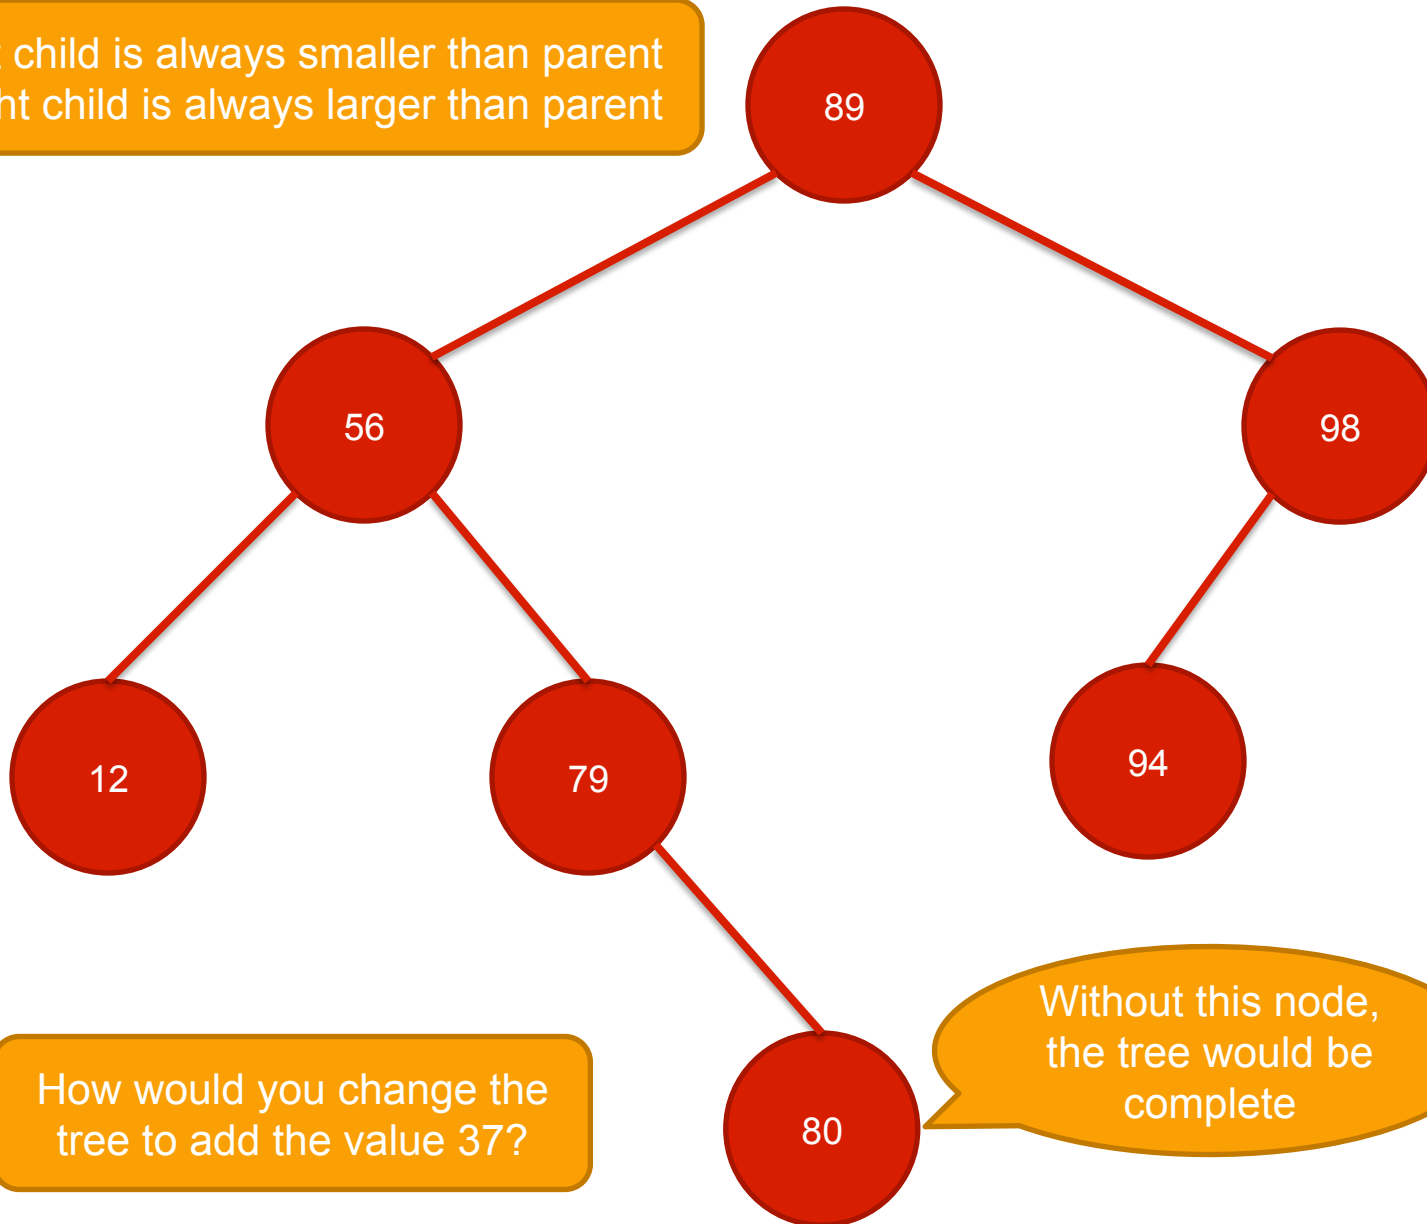 child is always smaller than parent
child is always larger than parent
89
56
98
12
79
94
Without this node,
the tree would be
complete
How would you change the
tree to add the value 37?
80